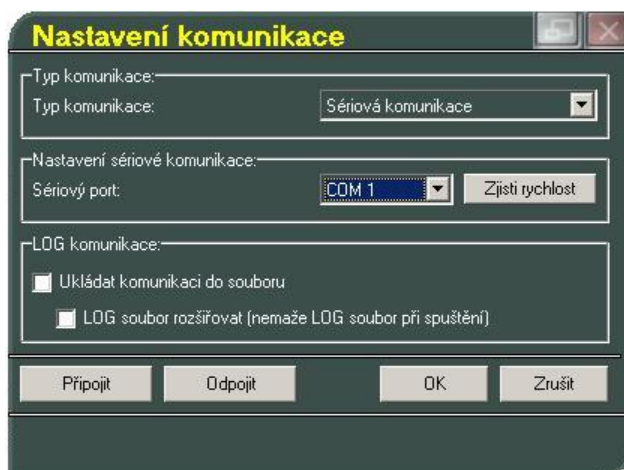 Nastavení komunikace
Typ komunikace:
Typ komunikace: Sériová komunikace
Nastavení sériové komunikace:
Sériový port: COM 1 Zjisti rychlost
LOG komunikace:
Ukládat komunikaci do souboru
LOG soubor rozšiřovat (nemaže LOG soubor při spuštění)
Připojit Odpojit OK Zrušit